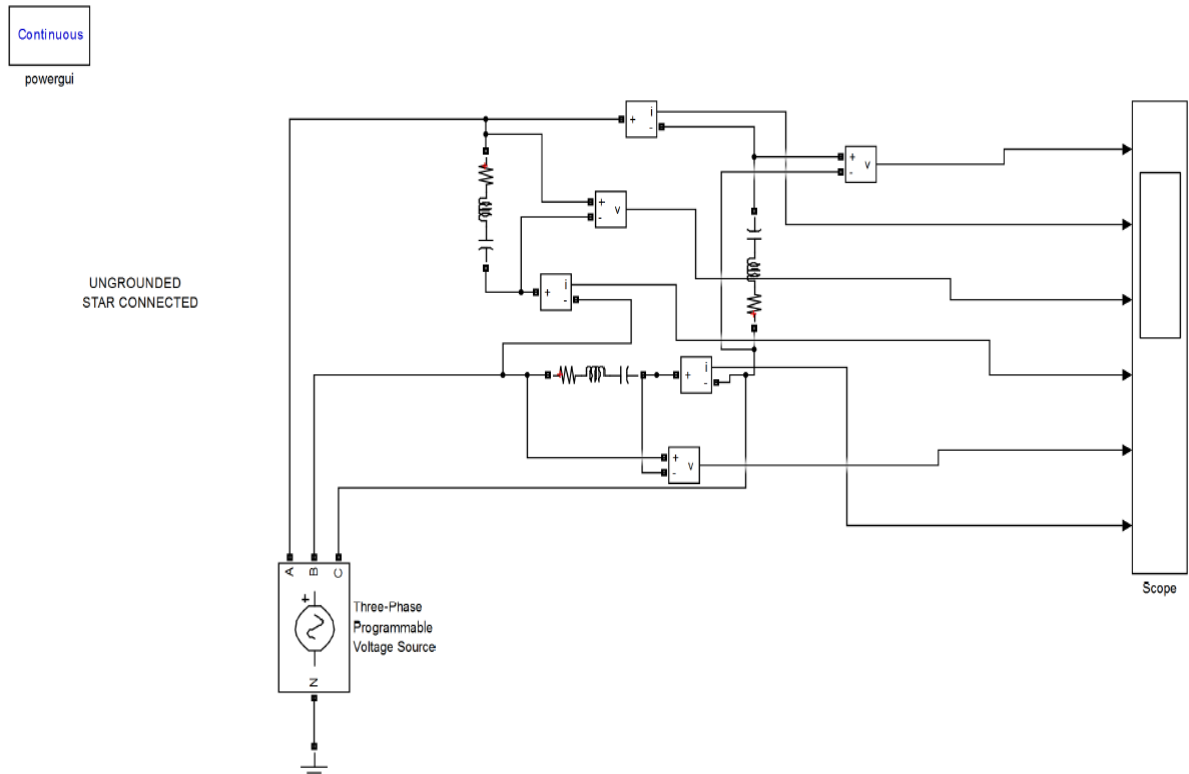 Continuous
powergui
i
+
-
+
v
-
+
v
-
UNGROUNDED
STAR CONNECTED
i
+
-
i
+
-
+
v
-
A
B
C
+
N
Three-Phase
Programmable
Voltage Source
Scope